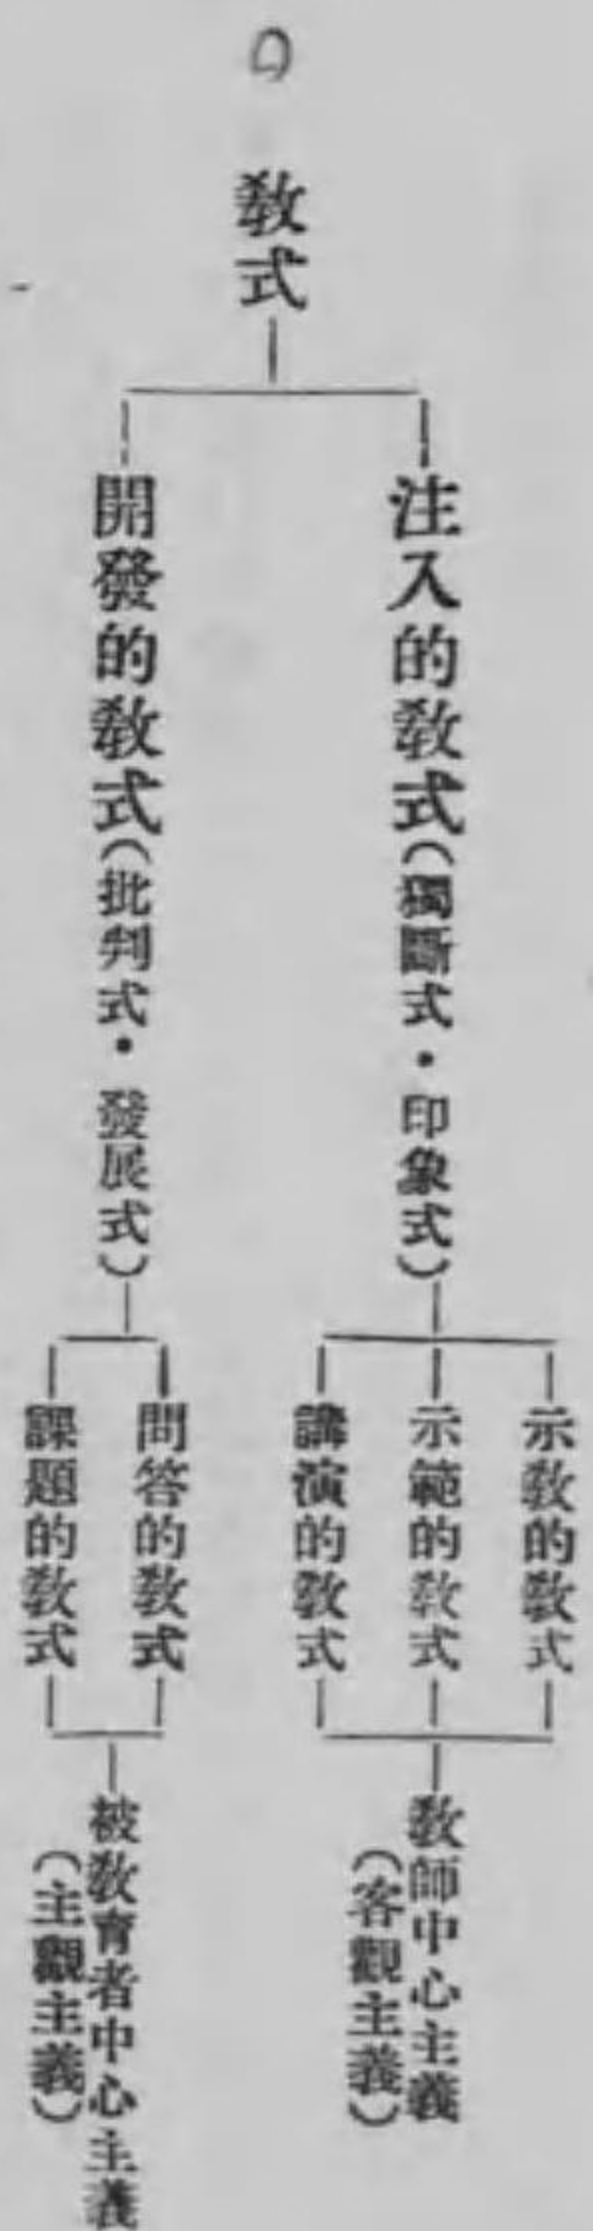 教式
注入的教式(獨斷式・印象式)
示教的教式
示範的教式
講演的教式
教師中心主義
(客觀主義)
開發的教式(批判式・發展式)
問答的教式
課題的教式
被教育者中心主義
(主觀主義)